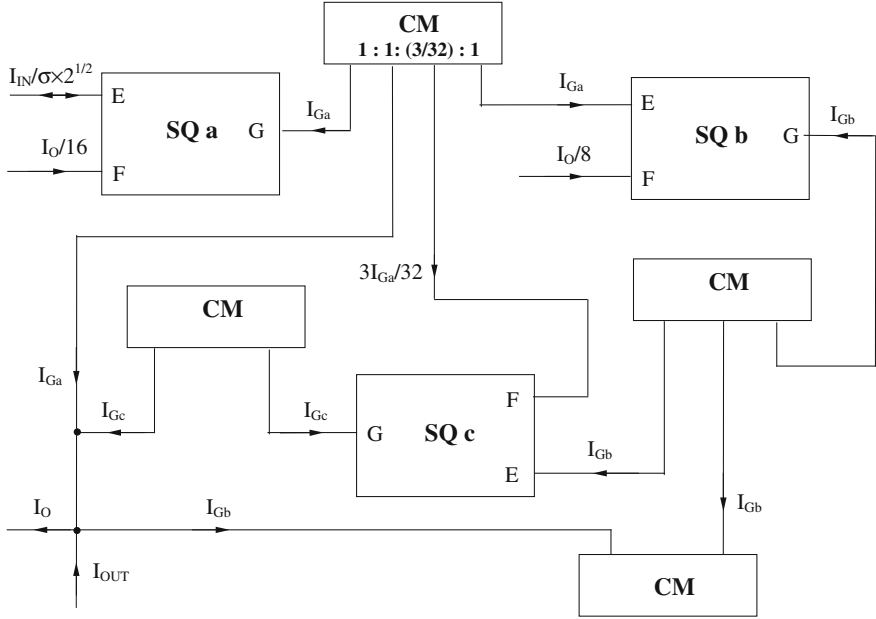 CM
1 : 1: (3/32) : 1
I_IN/σ×2^1/2
E
SQ a
G
I_Ga
I_O/16
F
I_Ga
E
SQ b
G
I_Gb
I_O/8
F
3I_Ga/32
CM
CM
I_Ga
I_Gc
I_Gc
G
SQ c
F
E
I_Gb
I_Gb
I_O
I_Gb
CM
I_OUT